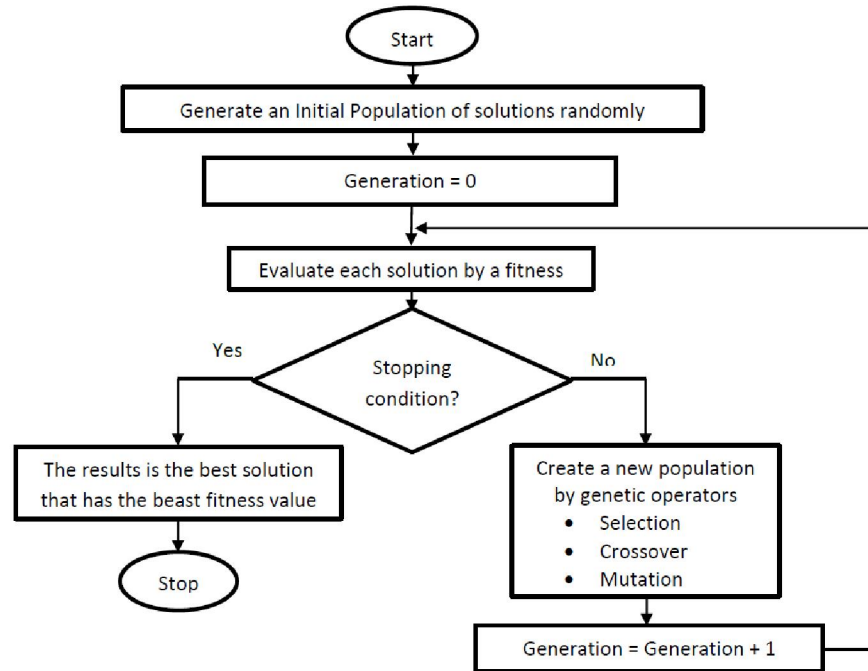 Start
Generate an Initial Population of solutions randomly
Generation = 0
Evaluate each solution by a fitness
Yes
No
Stopping
condition?
The results is the best solution
that has the beast fitness value
Stop
Create a new population
by genetic operators
• Selection
• Crossover
• Mutation
Generation = Generation + 1